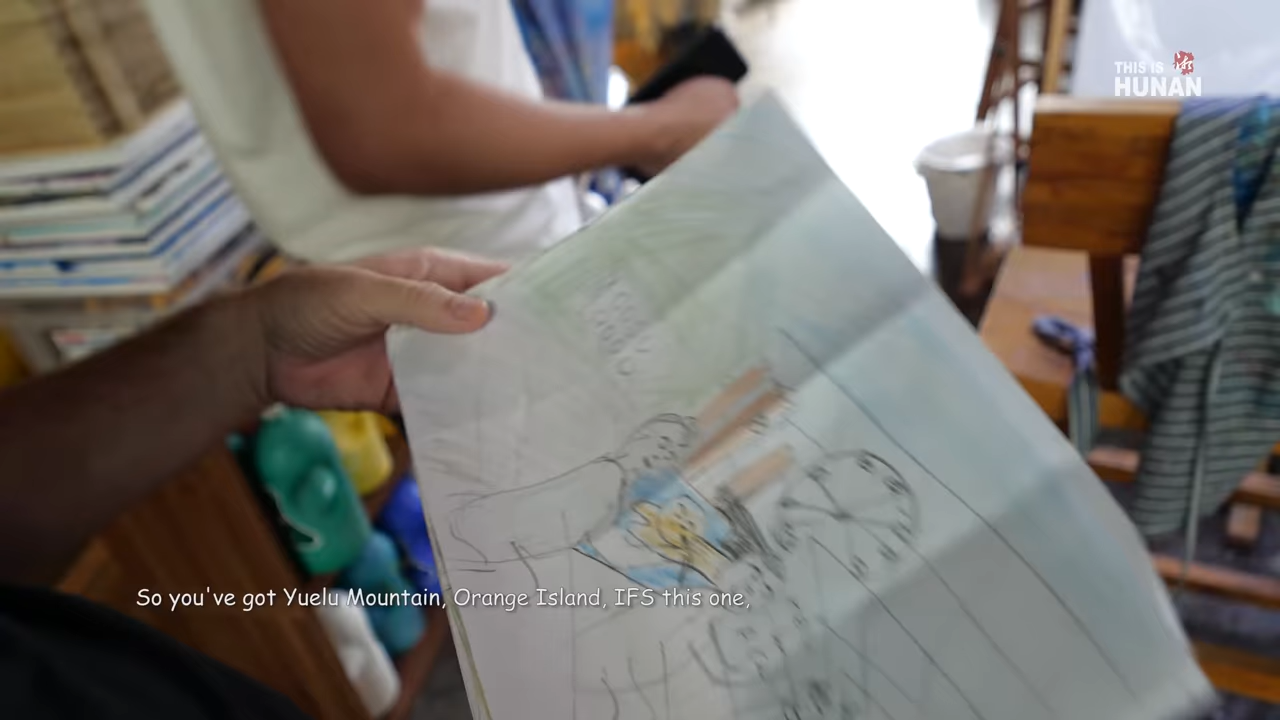 THIS IS
HUNAN
So you've got Yuelu Mountain, Orange Island, IFS this one,